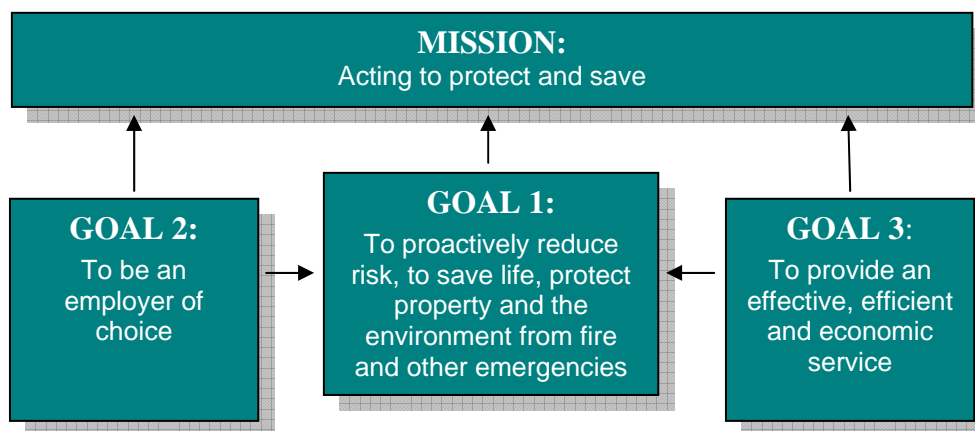 MISSION:
Acting to protect and save
GOAL 2:
To be an
employer of
choice
GOAL 1:
To proactively reduce
risk, to save life, protect
property and the
environment from fire
and other emergencies
GOAL 3:
To provide an
effective, efficient
and economic
service